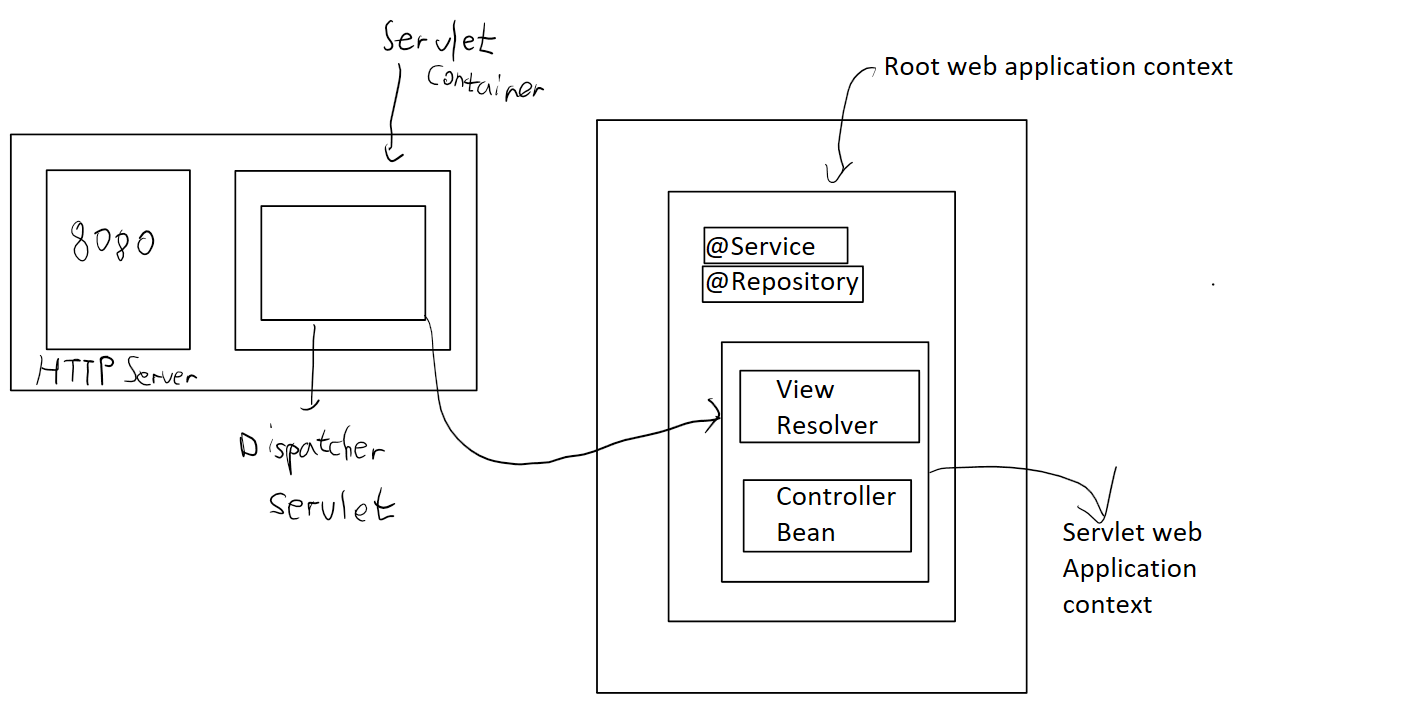 Servlet
Container
Root web application context
8080
HTTP Server
@Service
@Repository
View
Resolver
Dispatcher
Servlet
Controller
Bean
Servlet web
Application
context